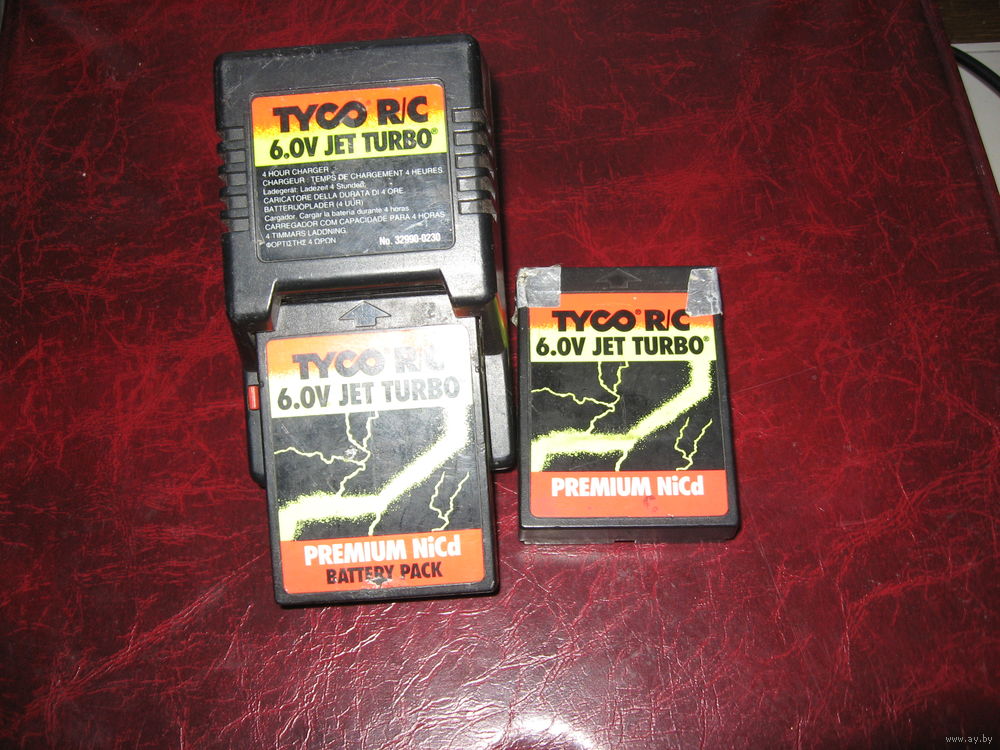 TYCO® R/C
6.0V JET TURBO®
4 HOUR CHARGER
CHARGEUR : TEMPS DE CHARGEMENT 4 HEURES.
Ladegerät: Ladezeit 4 Stunden.
CARICATORE DELLA DURATA DI 4 ORE.
BATTERIJOPLADER (4 UUR)
Cargador. Cargar la batería durante 4 horas
CARREGADOR COM CAPACIDADE PARA 4 HORAS
4 TIMMARS LADDNING.
ΦΟΡΤΙΣΤΗΣ 4 ΩΡΩΝ
No. 32990-0230
TYCO R/C
6.0V JET TURBO
PREMIUM NiCd
BATTERY PACK
TYCO® R/C
6.0V JET TURBO®
PREMIUM NiCd
www.ay.by